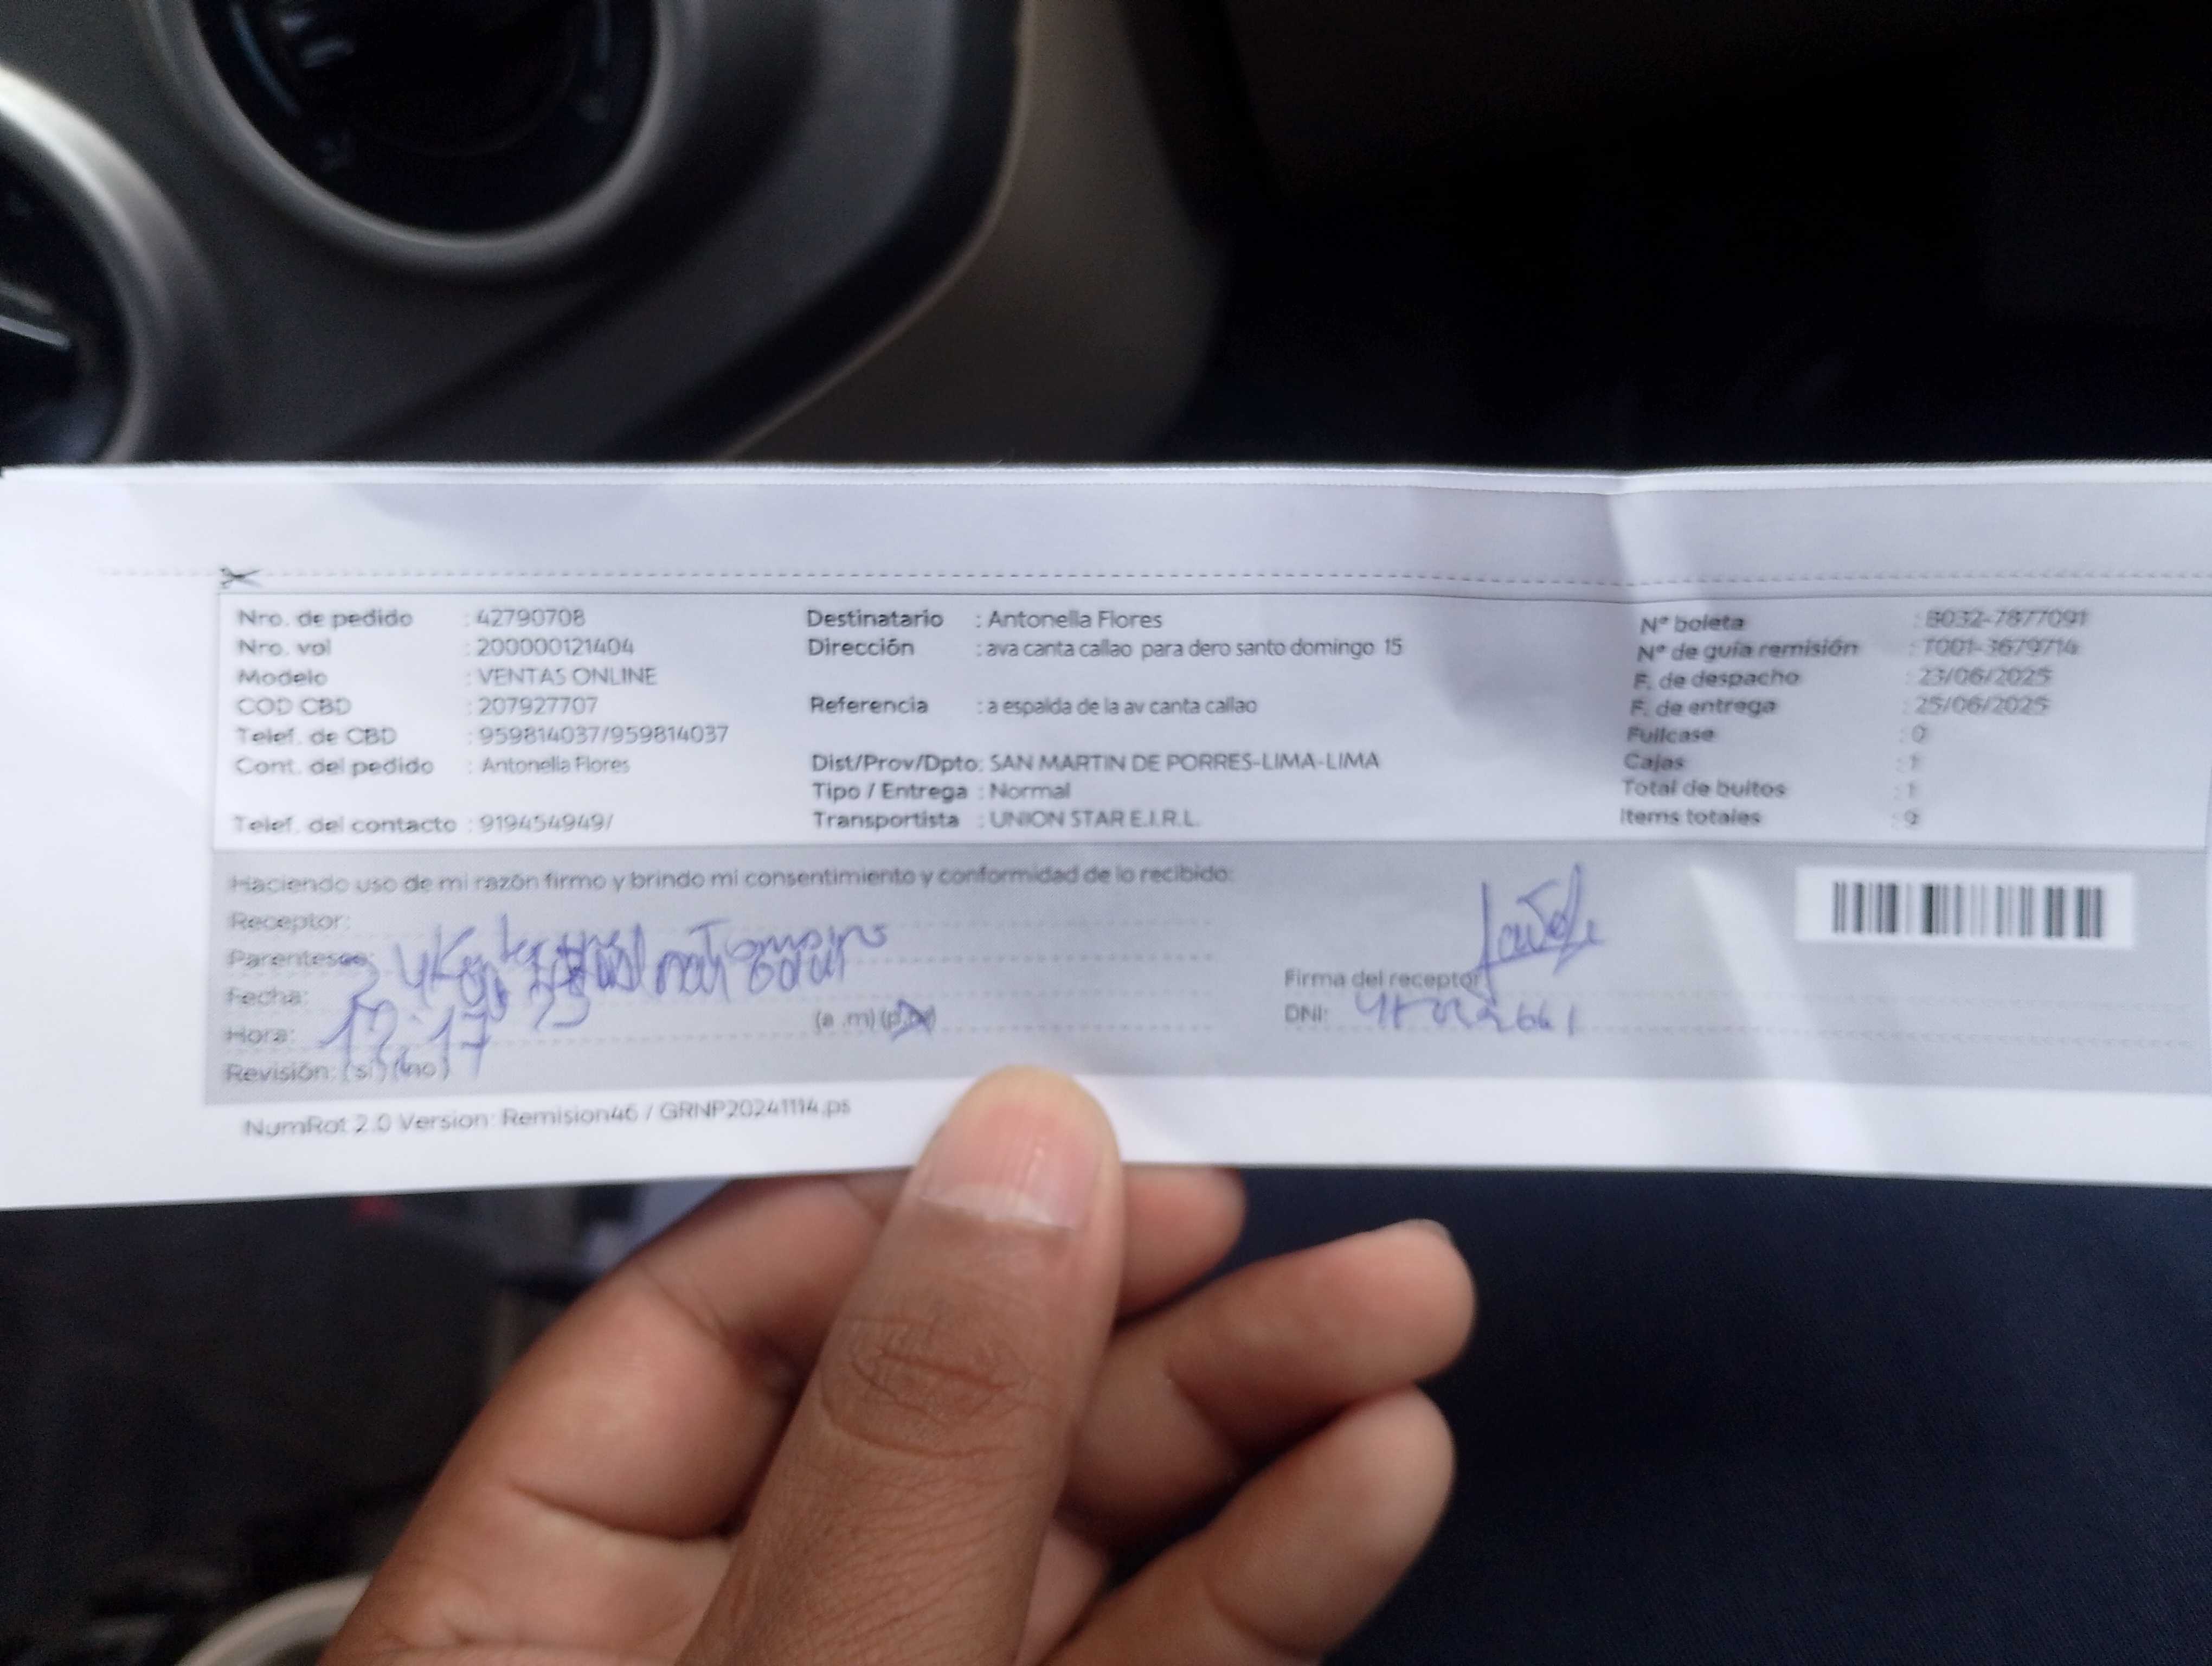 Nro. de pedido : 42790708
Nro. vol : 200000121404
Modelo : VENTAS ONLINE
COD CBD : 207927707
Telef. de CBD : 959814037/959814037
Cont. del pedido : Antonella Flores
Telef. del contacto : 919454949/
Destinatario : Antonella Flores
Dirección : ava canta callao para dero santo domingo 15
Referencia : a espalda de la av canta callao
Dist/Prov/Dpto: SAN MARTIN DE PORRES-LIMA-LIMA
Tipo / Entrega : Normal
Transportista : UNION STAR E.I.R.L.
N° boleta : B032-7877091
N° de guía remisión : T001-3679714
F. de despacho : 23/06/2025
F. de entrega : 25/06/2025
Fullcase : 0
Cajas : 1
Total de bultos : 1
Items totales : 9
Haciendo uso de mi razón firmo y brindo mi consentimiento y conformidad de lo recibido:
Receptor:
Parentesco:
Fecha:
Hora: (a .m) (p
Revisión: (si) (no)
Firma del receptor
DNI:
NumRot 2.0 Version: Remision46 / GRNP20241114.ps